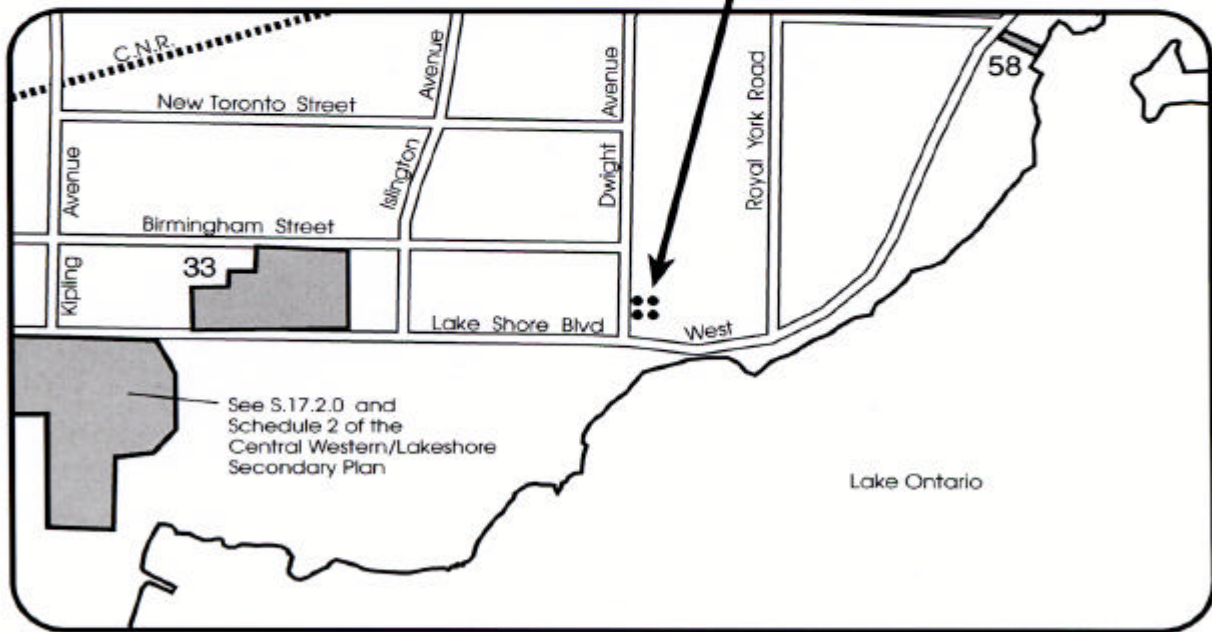 C.N.R.
58
New Toronto Street
Avenue
Islington
Dwight
Avenue
Royal York Road
Kipling
Avenue
Birmingham Street
33
Lake Shore Blvd
West
See S.17.2.0 and
Schedule 2 of the
Central Western/Lakeshore
Secondary Plan
Lake Ontario